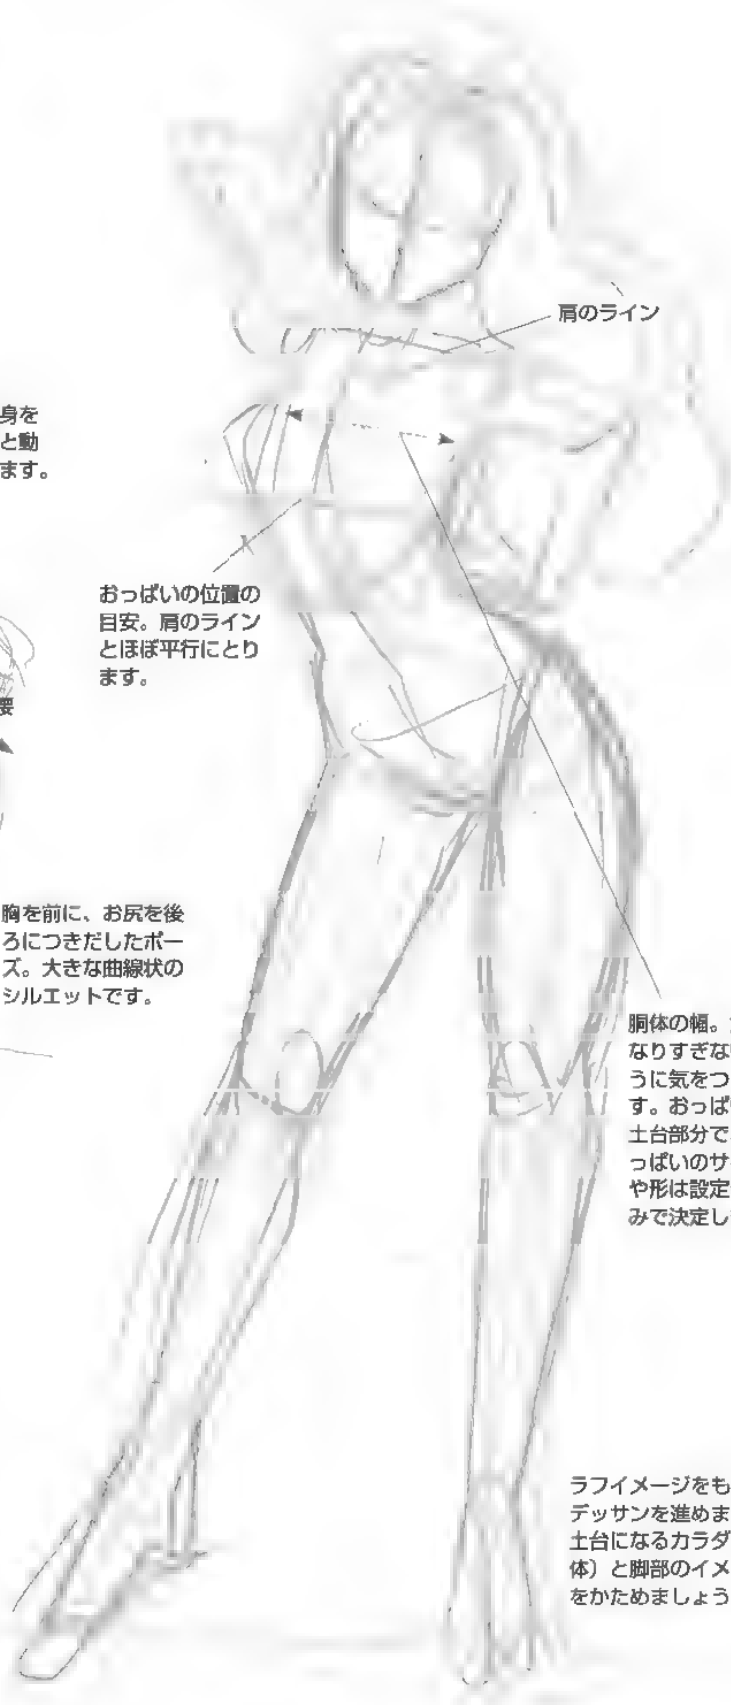 肩のライン
身を
と動
ます。
おっぱいの位置の
目安。肩のライン
とほぼ平行にとり
ます。
腰
胸を前に、お尻を後
ろにつきだしたポー
ズ。大きな曲線状の
シルエットです。
胴体の幅。
なりすぎない
うに気をつ
す。おっぱ
土台部分で
っぱいのサ
や形は設定
みで決定し
ラフイメージをも
デッサンを進めま
土台になるカラダ
体）と脚部のイメ
をかためましょう